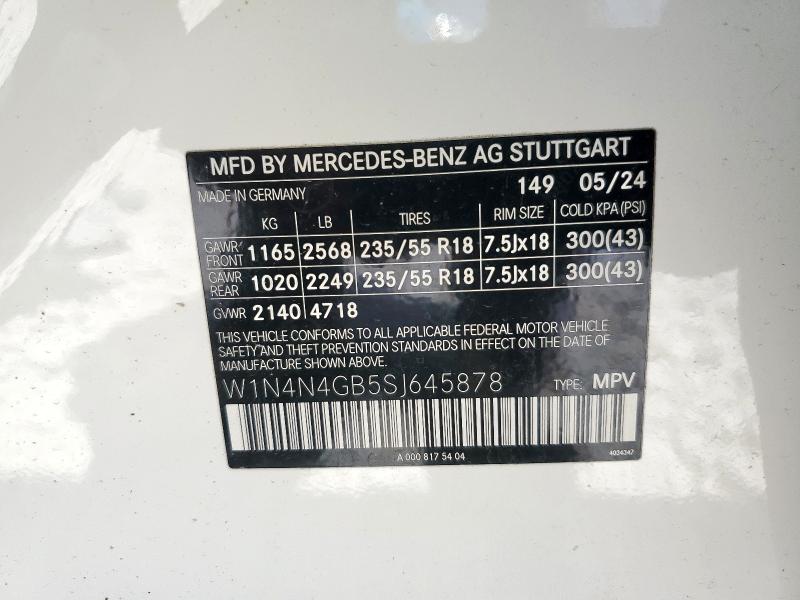 MFD BY MERCEDES-BENZ AG STUTTGART
MADE IN GERMANY 149 05/24
KG LB TIRES RIM SIZE COLD KPA (PSI)
GAWR FRONT 1165 2568 235/55 R18 7.5Jx18 300(43)
GAWR REAR 1020 2249 235/55 R18 7.5Jx18 300(43)
GVWR 2140 4718
THIS VEHICLE CONFORMS TO ALL APPLICABLE FEDERAL MOTOR VEHICLE
SAFETY AND THEFT PREVENTION STANDARDS IN EFFECT ON THE DATE OF
MANUFACTURE SHOWN ABOVE.
W1N4N4GB5SJ645878 TYPE: MPV
A 000 817 54 04 4034347